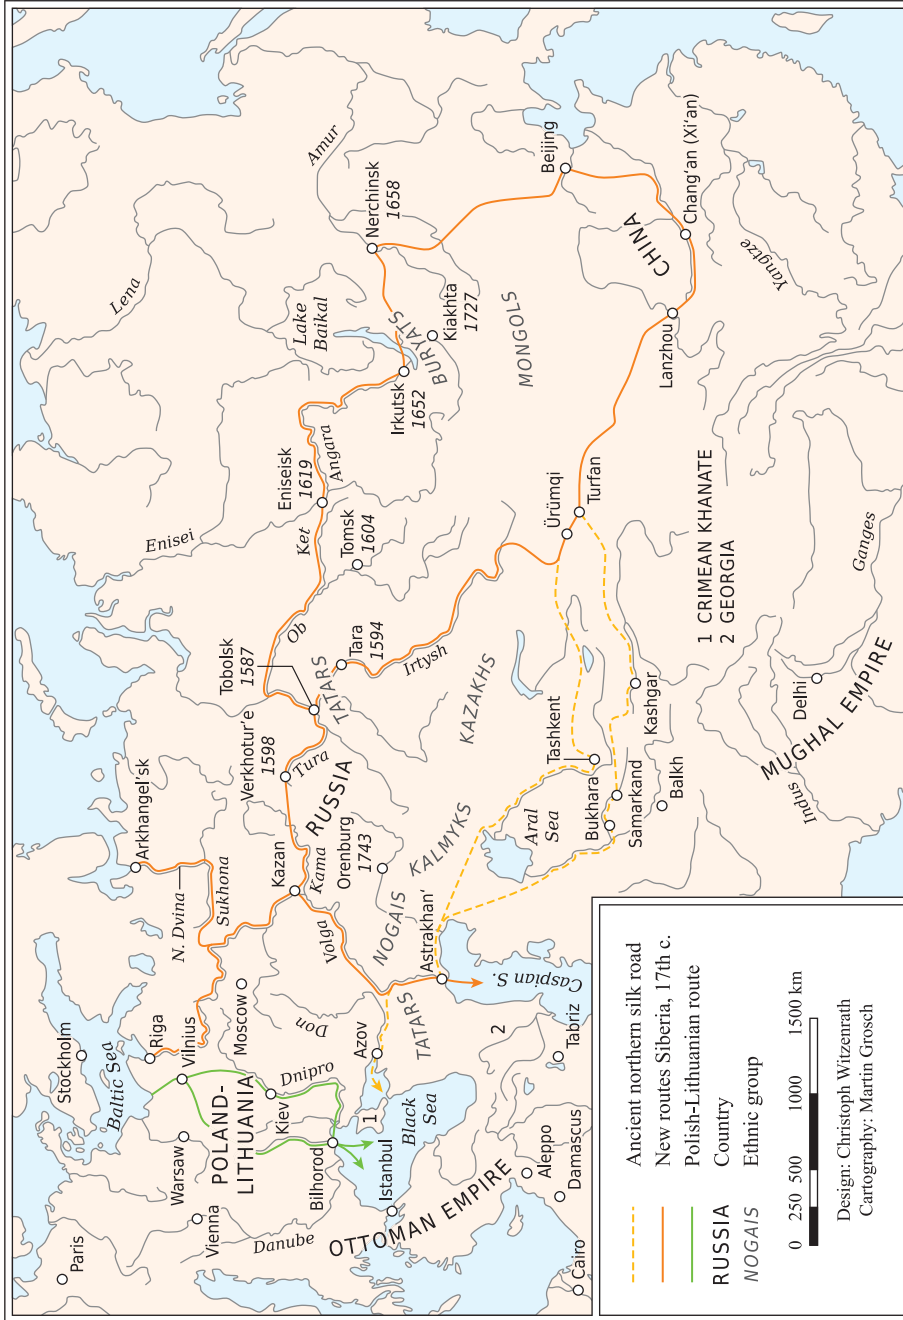 Paris
Stockholm
Baltic Sea
Riga
Vilnius
Moscow
POLAND-
LITHUANIA
Warsaw
Vienna
Danube
Kiev
Dnipro
Bilhorod
Istanbul
OTTOMAN EMPIRE
Black
Sea
1
Azov
Don
TATARS
2
Tabriz
Aleppo
Damascus
Cairo
Arkhangel'sk
N. Dvina
Sukhona
Kazan
Kama
Volga
NOGAIS
Astrakhan'
Caspian S.
Orenburg
1743
KALMYKS
RUSSIA
Verkhotur'e
1598
Tura
Tobolsk
1587
TATARS
Tara
1594
Irtysh
Ob
KAZAKHS
Aral
Sea
Bukhara
Samarkand
Balkh
Tashkent
Kashgar
Enisei
Ket
Tomsk
1604
Eniseisk
1619
Angara
Irkutsk
1652
Lake
Baikal
BURYATS
Kiakhta
1727
Lena
Nerchinsk
1658
Amur
MONGOLS
Ürümqi
Turfan
Beijing
CHINA
Chang'an (Xi'an)
Lanzhou
Yangtze
1 CRIMEAN KHANATE
2 GEORGIA
Delhi
MUGHAL EMPIRE
Indus
Ganges
Ancient northern silk road
New routes Siberia, 17th c.
Polish-Lithuanian route
RUSSIA Country
NOGAIS Ethnic group
0 250 500 1000 1500 km
Design: Christoph Witzenrath
Cartography: Martin Grosch